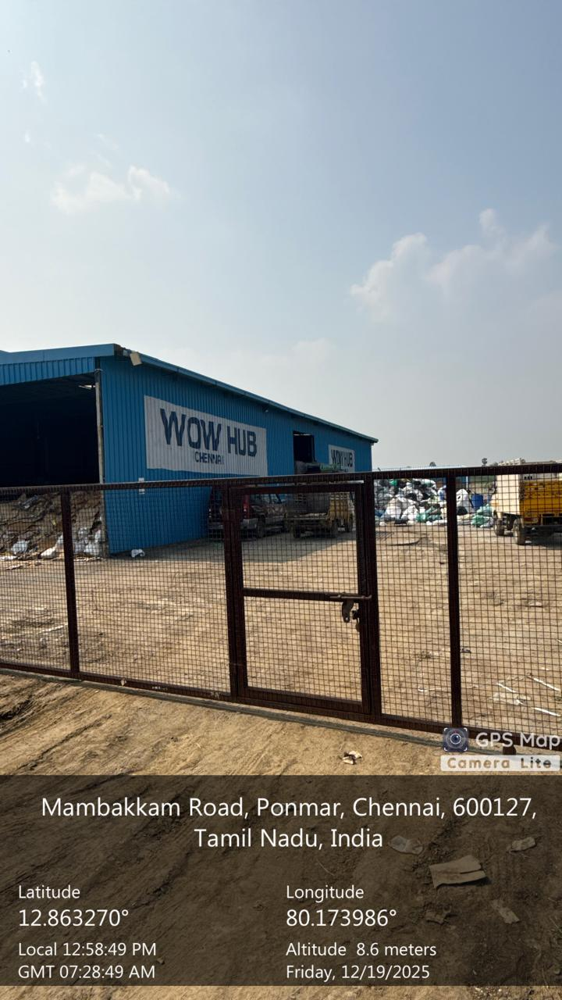 WOW HUB
CHENNAI
WOW HUB
GPS Map
Camera Lite
Mambakkam Road, Ponmar, Chennai, 600127,
Tamil Nadu, India
Latitude
12.863270°
Longitude
80.173986°
Local 12:58:49 PM
GMT 07:28:49 AM
Altitude 8.6 meters
Friday, 12/19/2025